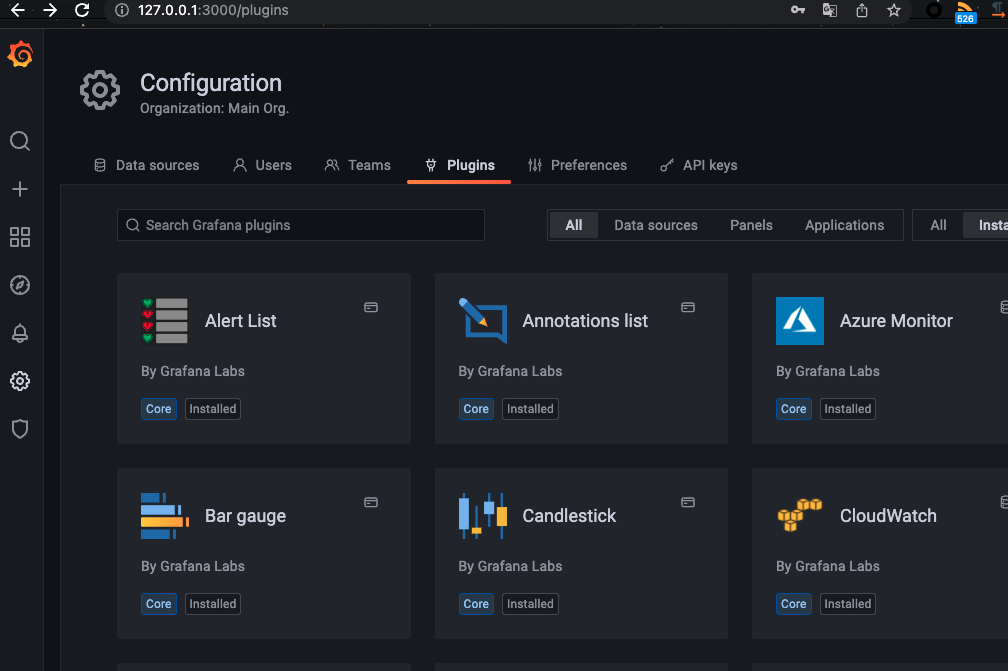 127.0.0.1:3000/plugins
526
Configuration
Organization: Main Org.
Data sources Users Teams Plugins Preferences API keys
Search Grafana plugins All Data sources Panels Applications All Insta
Alert List
By Grafana Labs
Core Installed
Annotations list
By Grafana Labs
Core Installed
Azure Monitor
By Grafana Labs
Core Installed
Bar gauge
By Grafana Labs
Core Installed
Candlestick
By Grafana Labs
Core Installed
CloudWatch
By Grafana Labs
Core Installed